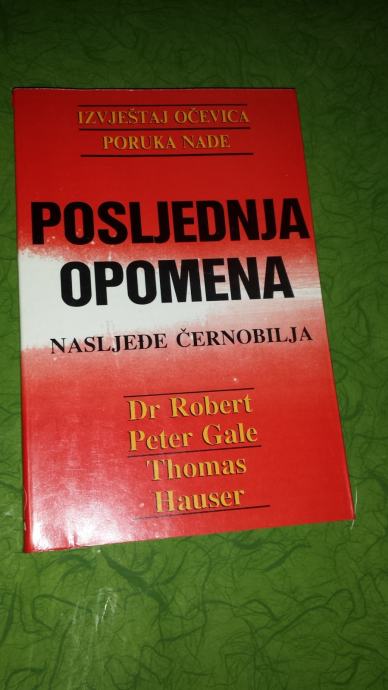 IZVJEŠTAJ OČEVICA
PORUKA NADE
POSLJEDNJA
OPOMENA
NASLJEĐE ČERNOBILJA
Dr Robert
Peter Gale
Thomas
Hauser